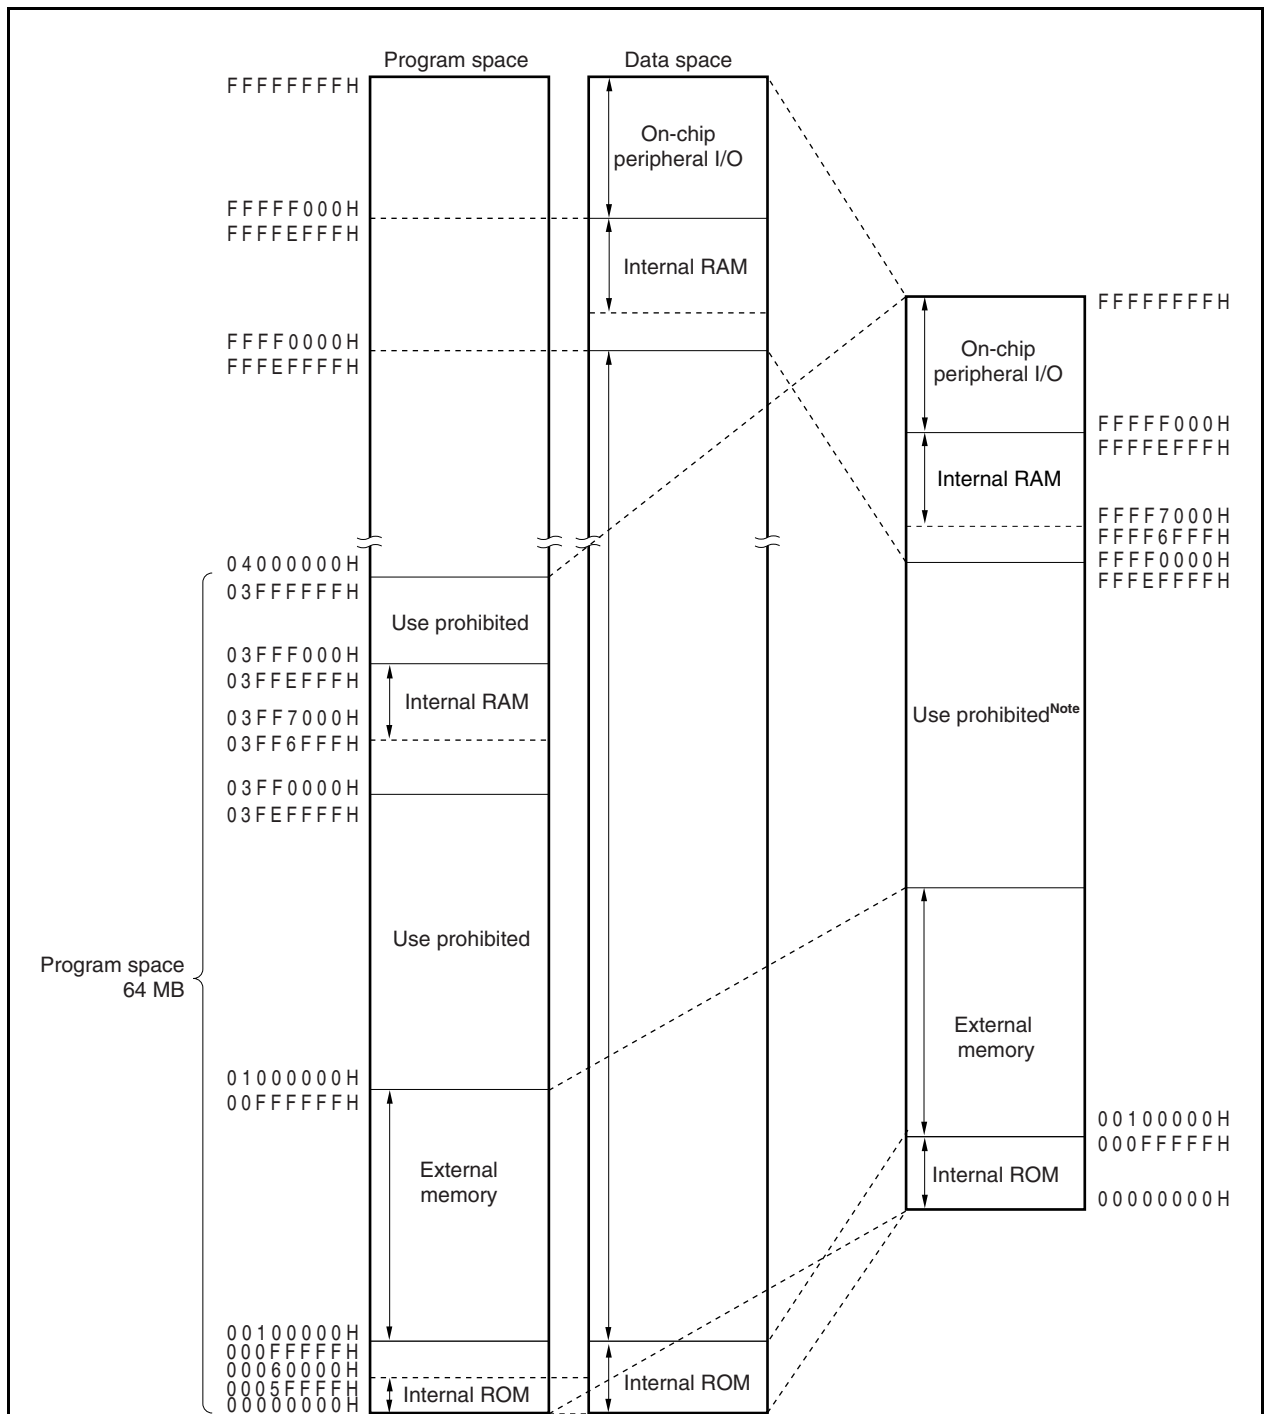 Program space
Data space
FFFFFFFFH
On-chip
peripheral I/O
FFFFF000H
FFFFEFFFH
Internal RAM
FFFF0000H
FFFEFFFFH
04000000H
03FFFFFFH
Use prohibited
03FFF000H
03FFEFFFH
Internal RAM
03FF7000H
03FF6FFFH
03FF0000H
03FEFFFFH
Use prohibited
Program space
64 MB
01000000H
00FFFFFFH
External
memory
00100000H
000FFFFFH
00060000H
0005FFFFH
00000000H
Internal ROM
Internal ROM
FFFFFFFFH
On-chip
peripheral I/O
FFFFF000H
FFFFEFFFH
Internal RAM
FFFF7000H
FFFF6FFFH
FFFF0000H
FFFEFFFFH
Use prohibitedNote
External
memory
00100000H
000FFFFFH
Internal ROM
00000000H